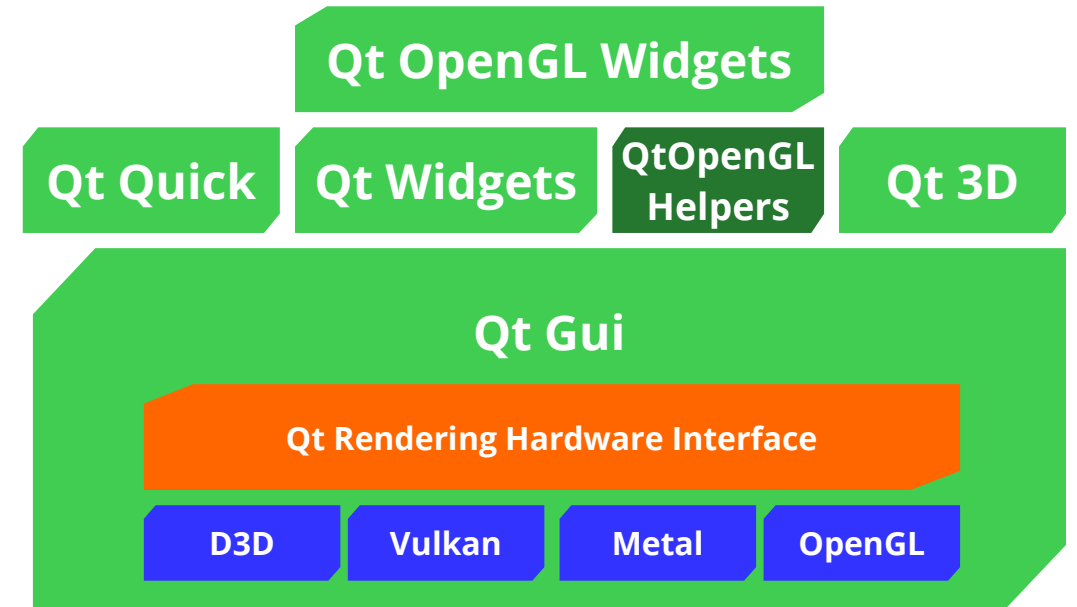 Qt OpenGL Widgets
Qt Quick
Qt Widgets
QtOpenGL
Helpers
Qt 3D
Qt Gui
Qt Rendering Hardware Interface
D3D
Vulkan
Metal
OpenGL